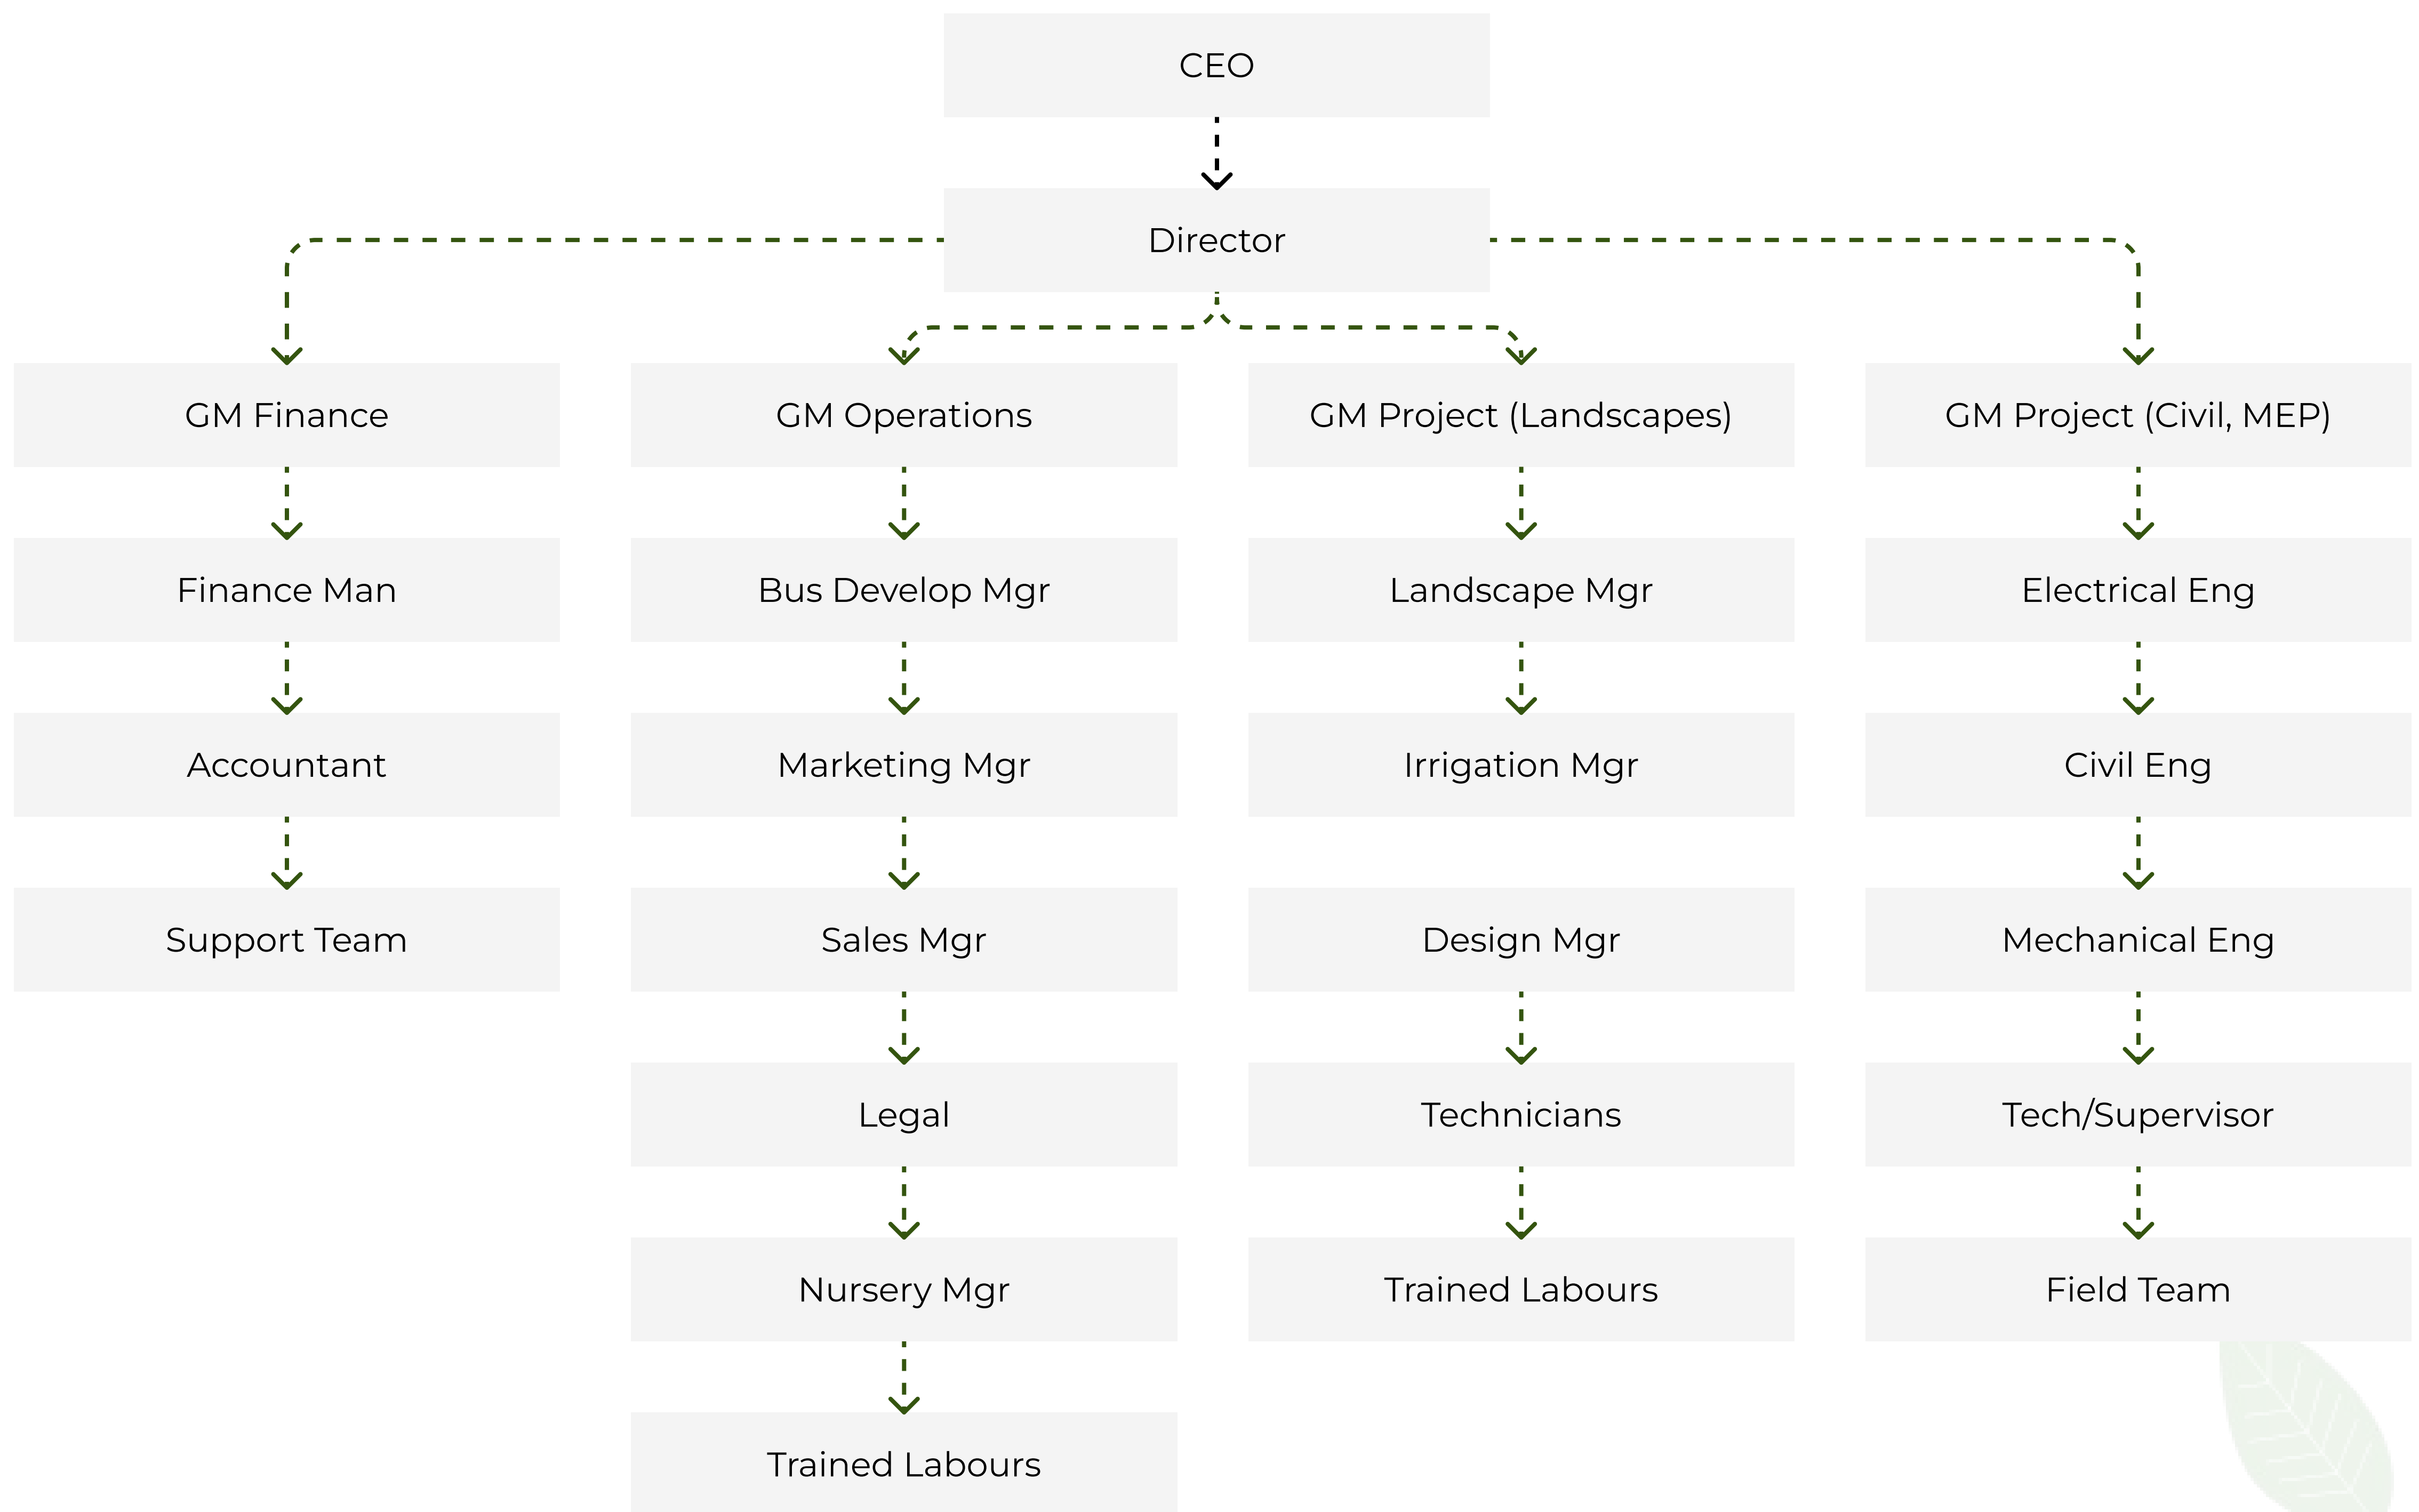 CEO
Director
GM Finance
GM Operations
GM Project (Landscapes)
GM Project (Civil, MEP)
Finance Man
Bus Develop Mgr
Landscape Mgr
Electrical Eng
Accountant
Marketing Mgr
Irrigation Mgr
Civil Eng
Support Team
Sales Mgr
Design Mgr
Mechanical Eng
Legal
Technicians
Tech/Supervisor
Nursery Mgr
Trained Labours
Field Team
Trained Labours